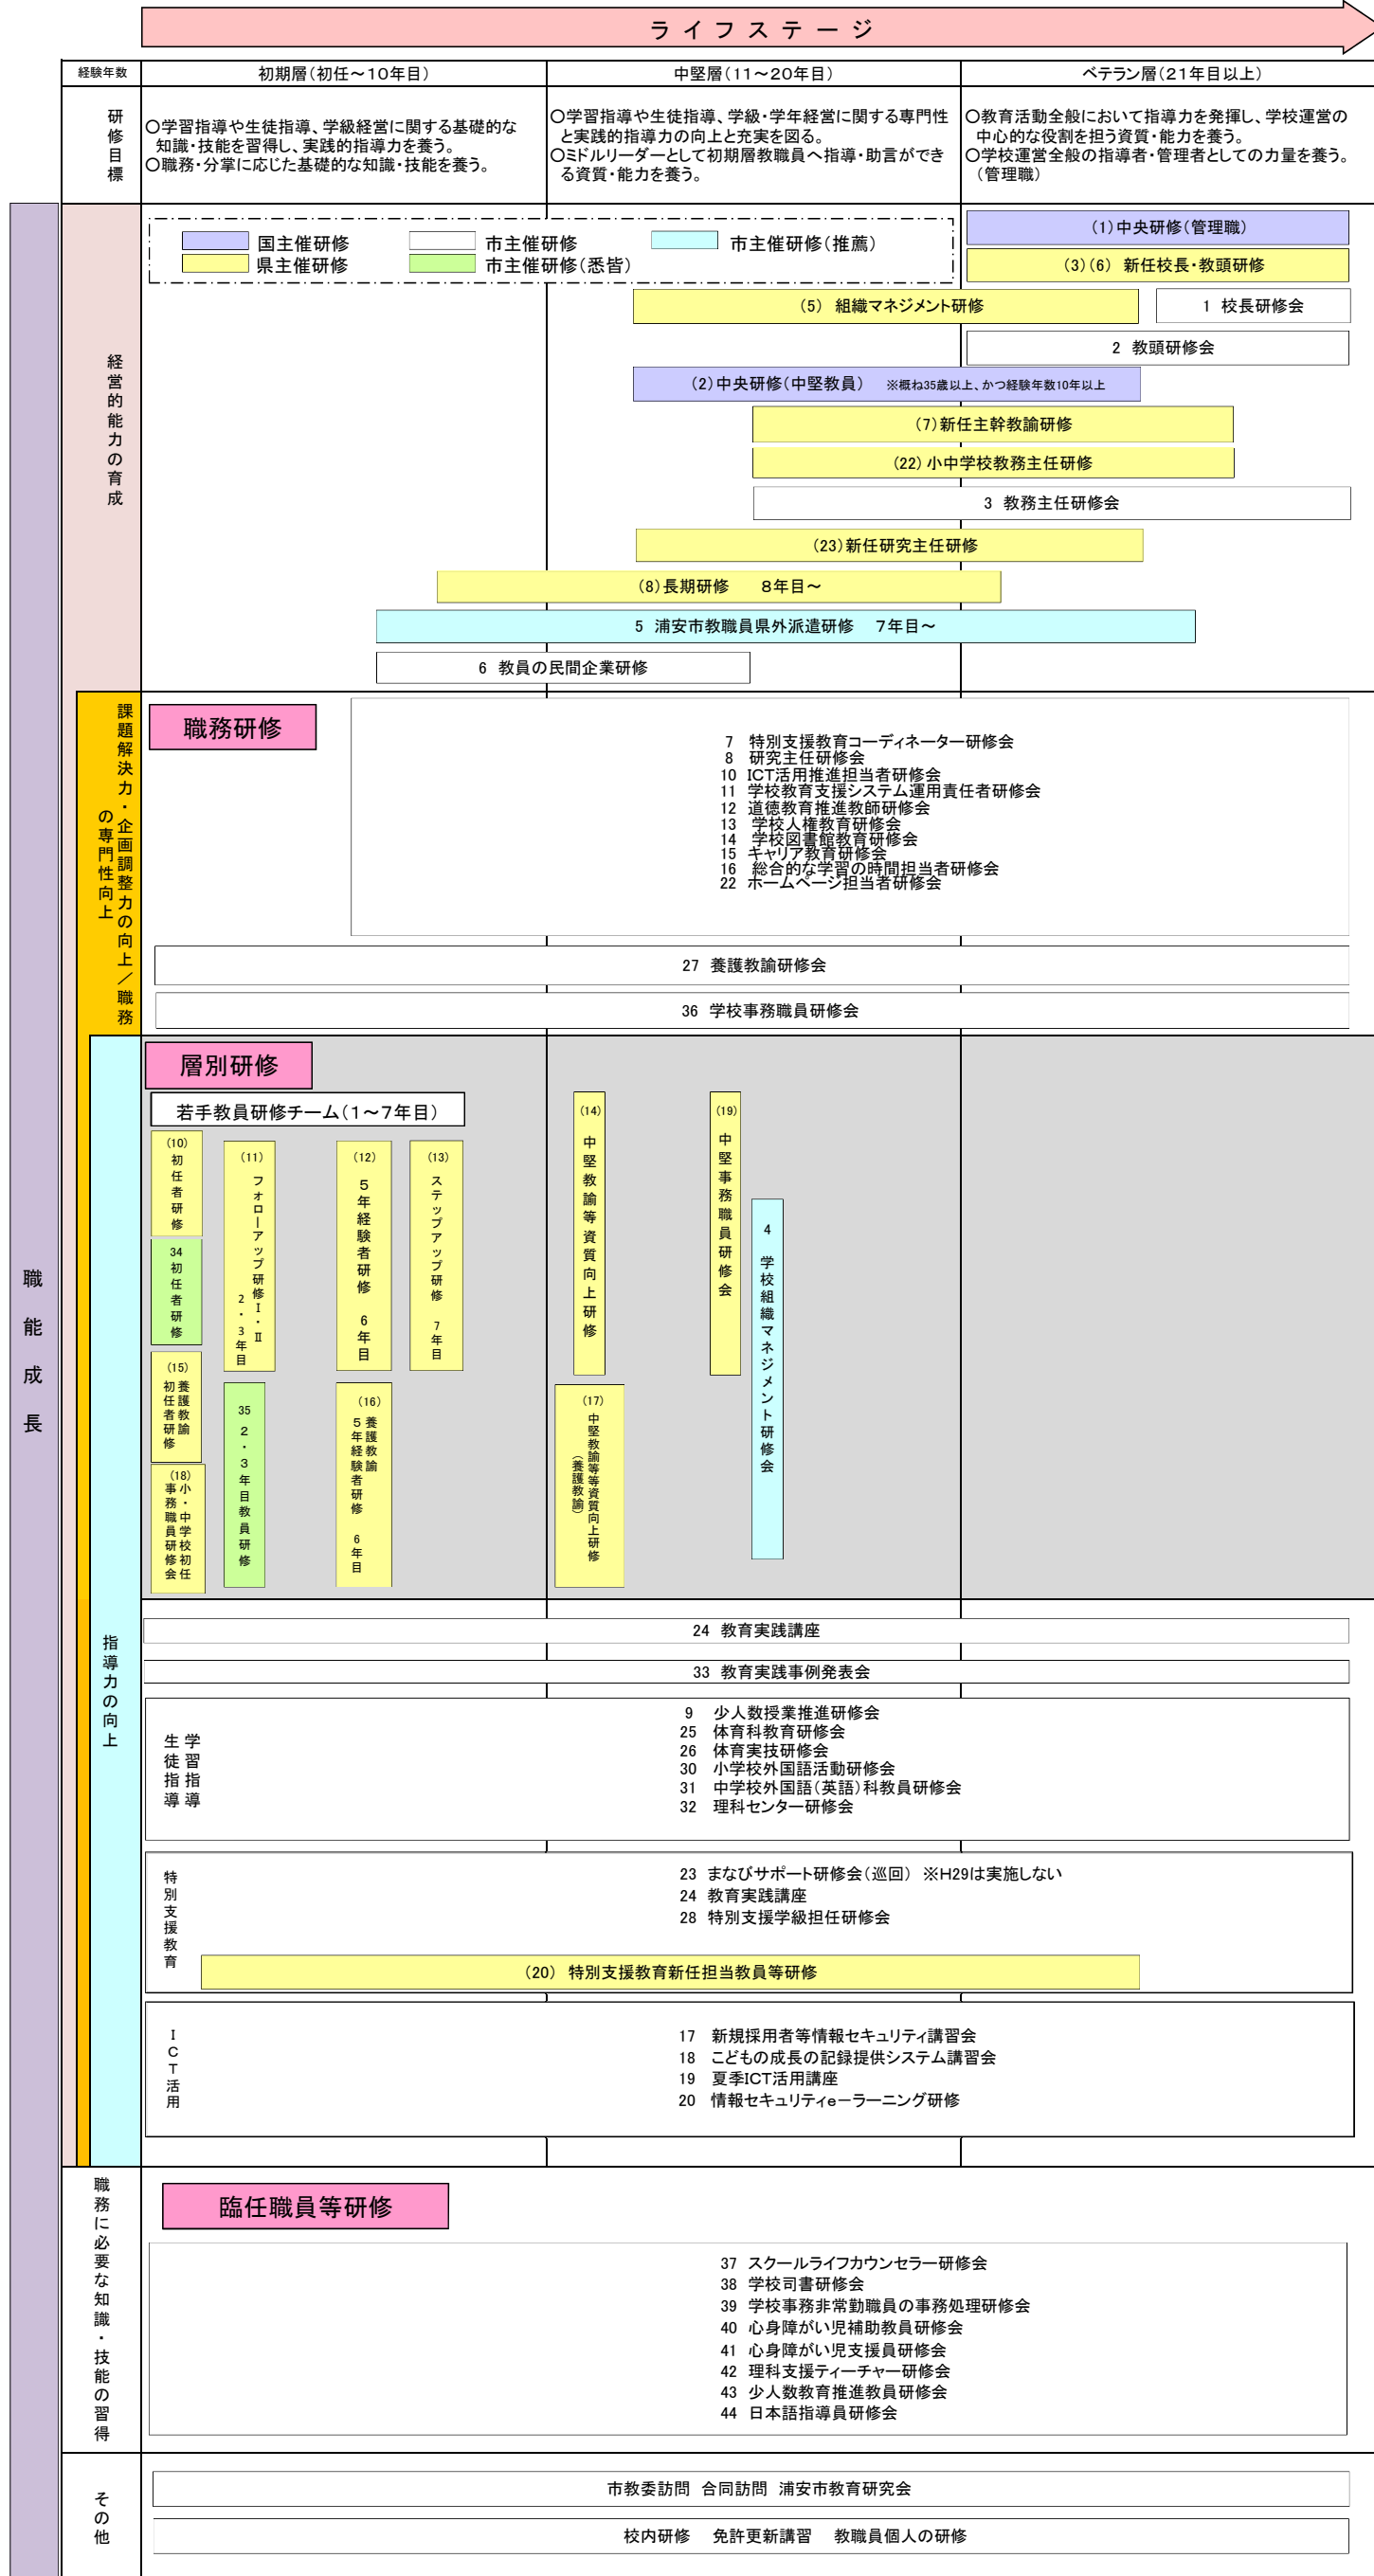 ライフステージ
経験年数
初期層(初任～10年目)
中堅層(11～20年目)
ベテラン層(21年目以上)
研修目標
○学習指導や生徒指導、学級経営に関する基礎的な
知識・技能を習得し、実践的指導力を養う。
○職務・分掌に応じた基礎的な知識・技能を養う。
○学習指導や生徒指導、学級・学年経営に関する専門性
と実践的指導力の向上と充実を図る。
○ミドルリーダーとして初期層教職員へ指導・助言ができ
る資質・能力を養う。
○教育活動全般において指導力を発揮し、学校運営の
中心的な役割を担う資質・能力を養う。
○学校運営全般の指導者・管理者としての力量を養う。
(管理職)
職能成長
経営的能力の育成
国主催研修
市主催研修
市主催研修(推薦)
県主催研修
市主催研修(悉皆)
(1)中央研修(管理職)
(3)(6) 新任校長・教頭研修
(5) 組織マネジメント研修
1 校長研修会
2 教頭研修会
(2)中央研修(中堅教員) ※概ね35歳以上、かつ経験年数10年以上
(7)新任主幹教諭研修
(22)小中学校教務主任研修
3 教務主任研修会
(23)新任研究主任研修
(8)長期研修 8年目～
5 浦安市教職員県外派遣研修 7年目～
6 教員の民間企業研修
課題解決力・企画調整力の向上／職務
の専門性向上
職務研修
7 特別支援教育コーディネーター研修会
8 研究主任研修会
10 ICT活用推進担当者研修会
11 学校教育支援システム運用責任者研修会
12 道徳教育推進教師研修会
13 学校人権教育研修会
14 学校図書館教育研修会
15 キャリア教育研修会
16 総合的な学習の時間担当者研修会
22 ホームページ担当者研修会
27 養護教諭研修会
36 学校事務職員研修会
指導力の向上
層別研修
若手教員研修チーム(1～7年目)
(10)
初任者研修
34
初任者研修
(15)
養護教諭
初任者研修
(18)
小・中学校初任
事務職員研修会
(11)
フォローアップ研修Ⅰ・Ⅱ
2・3年目
35
2・3年目教員研修
(12)
5年経験者研修 6年目
(16)
養護教諭
5年経験者研修 6年目
(13)
ステップアップ研修 7年目
(14)
中堅教諭等資質向上研修
(17)
中堅教諭等等資質向上研修
(養護教諭)
(19)
中堅事務職員研修会
4
学校組織マネジメント研修会
24 教育実践講座
33 教育実践事例発表会
学習指導
生徒指導
9 少人数授業推進研修会
25 体育科教育研修会
26 体育実技研修会
30 小学校外国語活動研修会
31 中学校外国語(英語)科教員研修会
32 理科センター研修会
特別支援教育
23 まなびサポート研修会(巡回) ※H29は実施しない
24 教育実践講座
28 特別支援学級担任研修会
(20) 特別支援教育新任担当教員等研修
ICT活用
17 新規採用者等情報セキュリティ講習会
18 こどもの成長の記録提供システム講習会
19 夏季ICT活用講座
20 情報セキュリティeーラーニング研修
職務に必要な知識・技能の習得
臨任職員等研修
37 スクールライフカウンセラー研修会
38 学校司書研修会
39 学校事務非常勤職員の事務処理研修会
40 心身障がい児補助教員研修会
41 心身障がい児支援員研修会
42 理科支援ティーチャー研修会
43 少人数教育推進教員研修会
44 日本語指導員研修会
その他
市教委訪問 合同訪問 浦安市教育研究会
校内研修 免許更新講習 教職員個人の研修